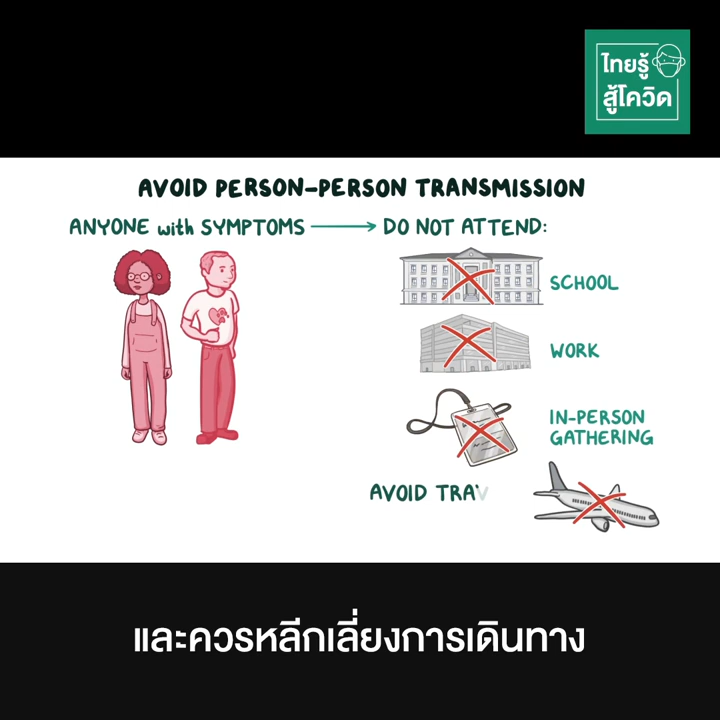 ไทยรู้
สู้โควิด
AVOID PERSON-PERSON TRANSMISSION
ANYONE with SYMPTOMS
DO NOT ATTEND:
SCHOOL
WORK
IN-PERSON
GATHERING
AVOID TRAV
และควรหลีกเลี่ยงการเดินทาง